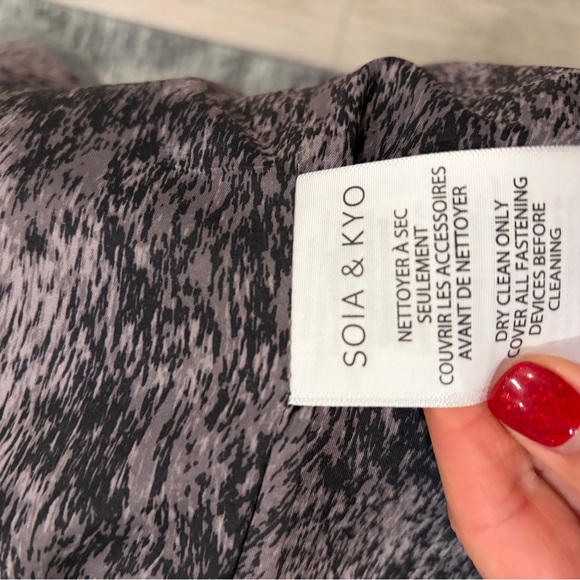 SOIA & KYO
NETTOYER À SEC
SEULEMENT
COUVRIR LES ACCESSOIRES
AVANT DE NETTOYER
DRY CLEAN ONLY
COVER ALL FASTENING
DEVICES BEFORE
CLEANING